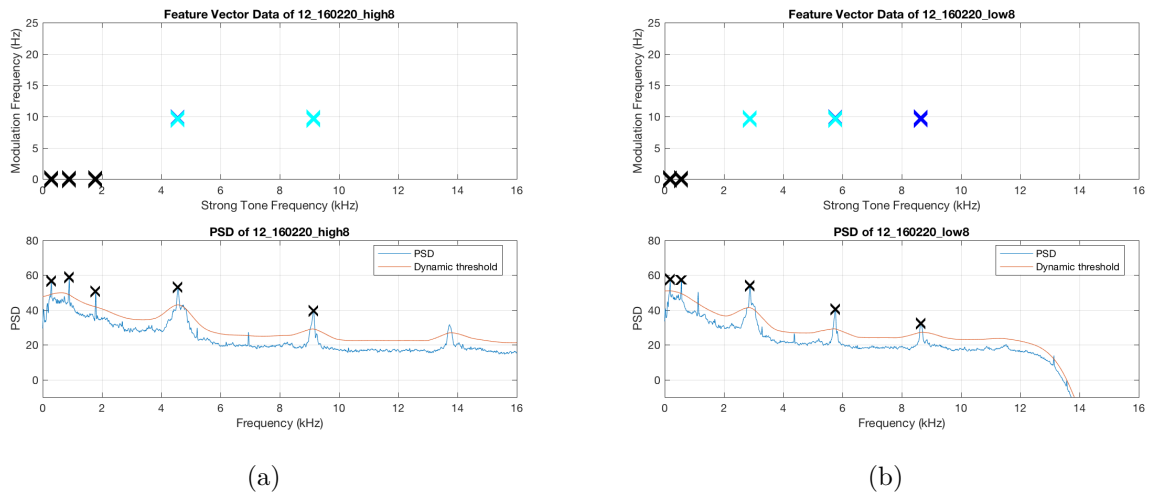 Feature Vector Data of 12_160220_high8
25
20
15
10
5
0
Modulation Frequency (Hz)
0 2 4 6 8 10 12 14 16
Strong Tone Frequency (kHz)
PSD of 12_160220_high8
80
60
40
20
0
PSD
PSD
Dynamic threshold
0 2 4 6 8 10 12 14 16
Frequency (kHz)
(a)
Feature Vector Data of 12_160220_low8
25
20
15
10
5
0
Modulation Frequency (Hz)
0 2 4 6 8 10 12 14 16
Strong Tone Frequency (kHz)
PSD of 12_160220_low8
80
60
40
20
0
PSD
PSD
Dynamic threshold
0 2 4 6 8 10 12 14 16
Frequency (kHz)
(b)